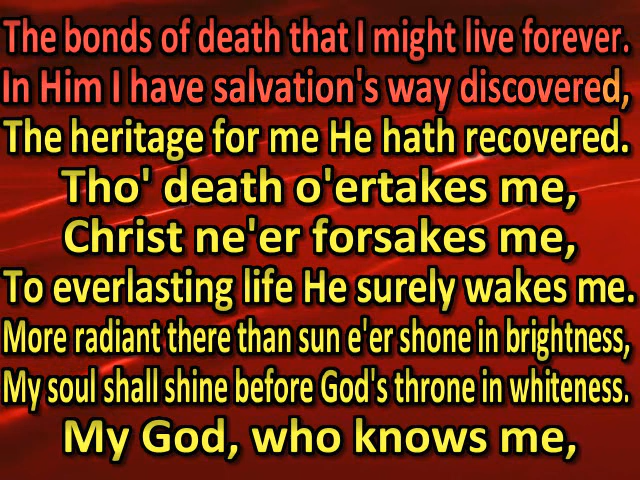 The bonds of death that I might live forever.
In Him I have salvation's way discovered,
The heritage for me He hath recovered.
Tho' death o'ertakes me,
Christ ne'er forsakes me,
To everlasting life He surely wakes me.
More radiant there than sun e'er shone in brightness,
My soul shall shine before God's throne in whiteness.
My God, who knows me,